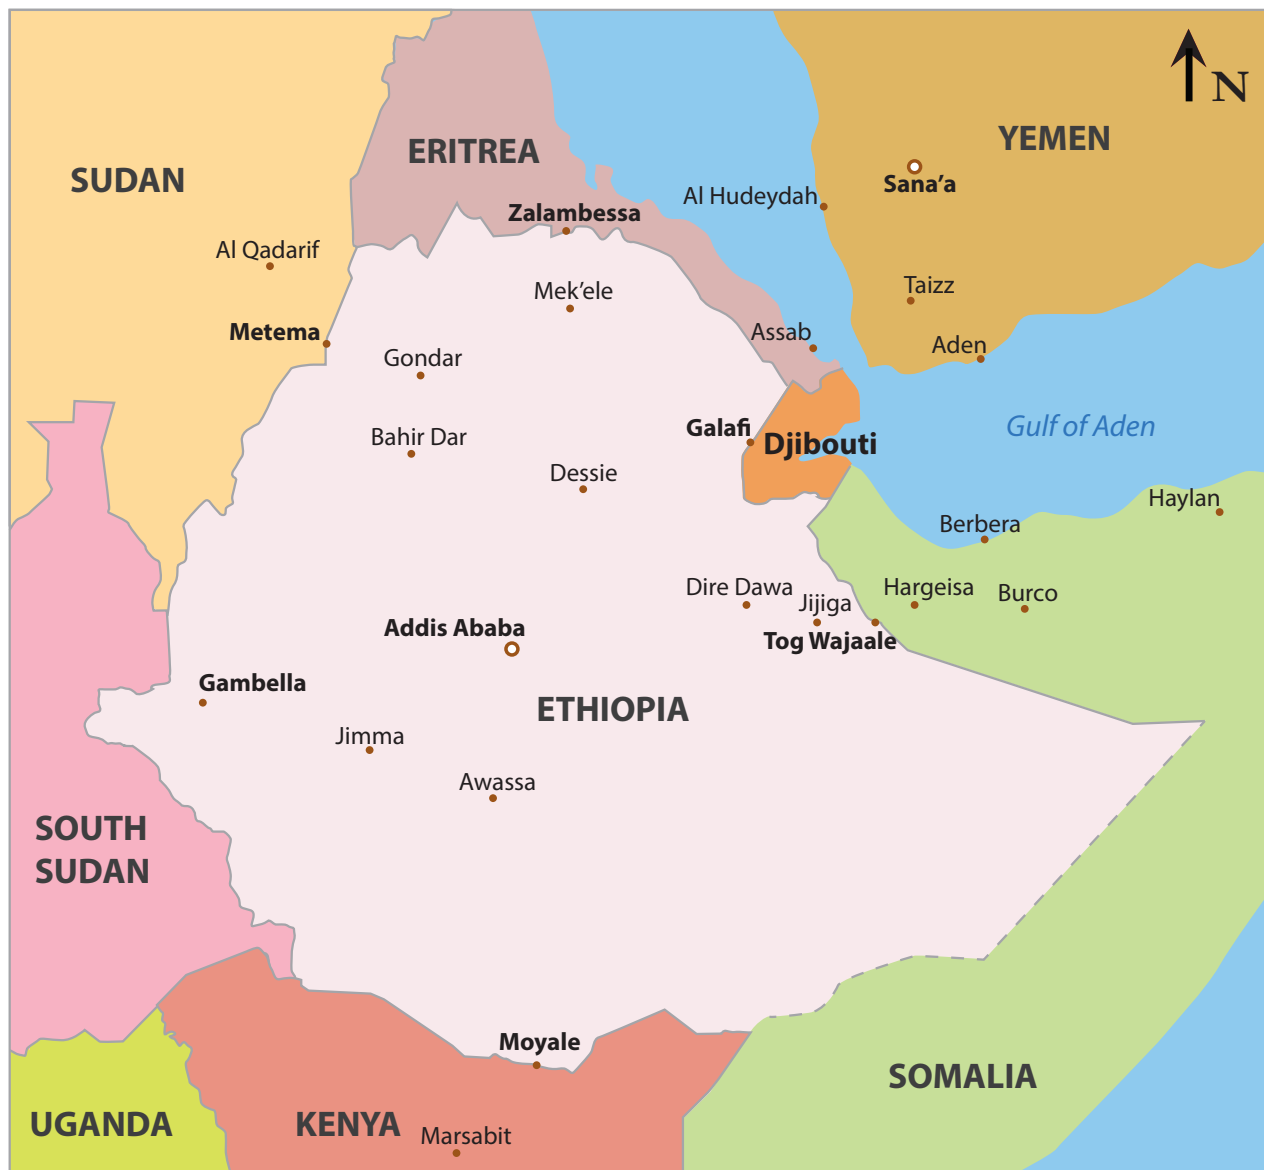 N
YEMEN
ERITREA
SUDAN
Sana’a
Al Hudeydah
Zalambessa
Al Qadarif
Taizz
Mek’ele
Metema
Assab
Aden
Gondar
Gulf of Aden
Galafi
Bahir Dar
Djibouti
Dessie
Haylan
Berbera
Dire Dawa
Hargeisa
Burco
Jijiga
Addis Ababa
Tog Wajaale
Gambella
ETHIOPIA
Jimma
Awassa
SOUTH
SUDAN
Moyale
SOMALIA
UGANDA
KENYA
Marsabit